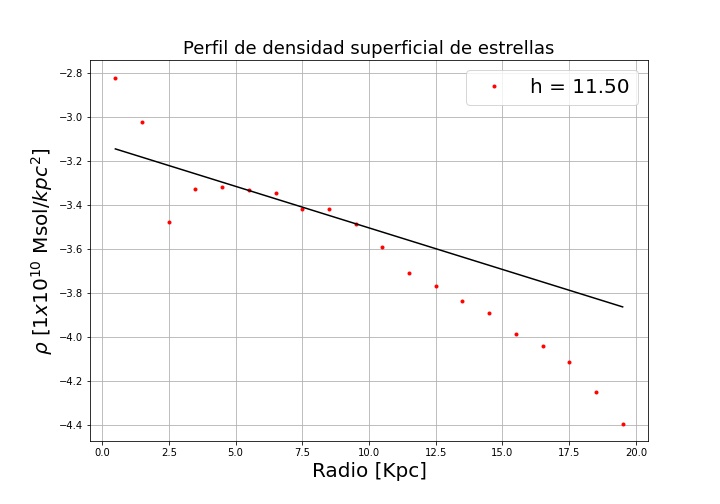 Perfil de densidad superficial de estrellas
h = 11.50
ρ [1x10¹⁰ Msol/kpc²]
−2.8
−3.0
−3.2
−3.4
−3.6
−3.8
−4.0
−4.2
−4.4
0.0 2.5 5.0 7.5 10.0 12.5 15.0 17.5 20.0
Radio [Kpc]